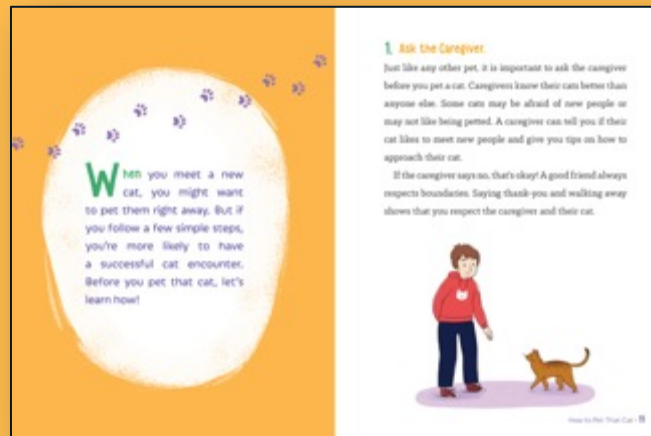 When you meet a new
cat, you might want
to pet them right away. But if
you follow a few simple steps,
you're more likely to have
a successful cat encounter.
Before you pet that cat, let's
learn how!
1. Ask the Caregiver.
Just like any other pet, it is important to ask the caregiver
before you pet a cat. Caregivers know their cats better than
anyone else. Some cats may be afraid of new people or
may not like being petted. A caregiver can tell you if their
cat likes to meet new people and give you tips on how to
approach their cat.
If the caregiver says no, that's okay! A good friend always
respects boundaries. Saying thank-you and walking away
shows that you respect the caregiver and their cat.
How to Pet That Cat •